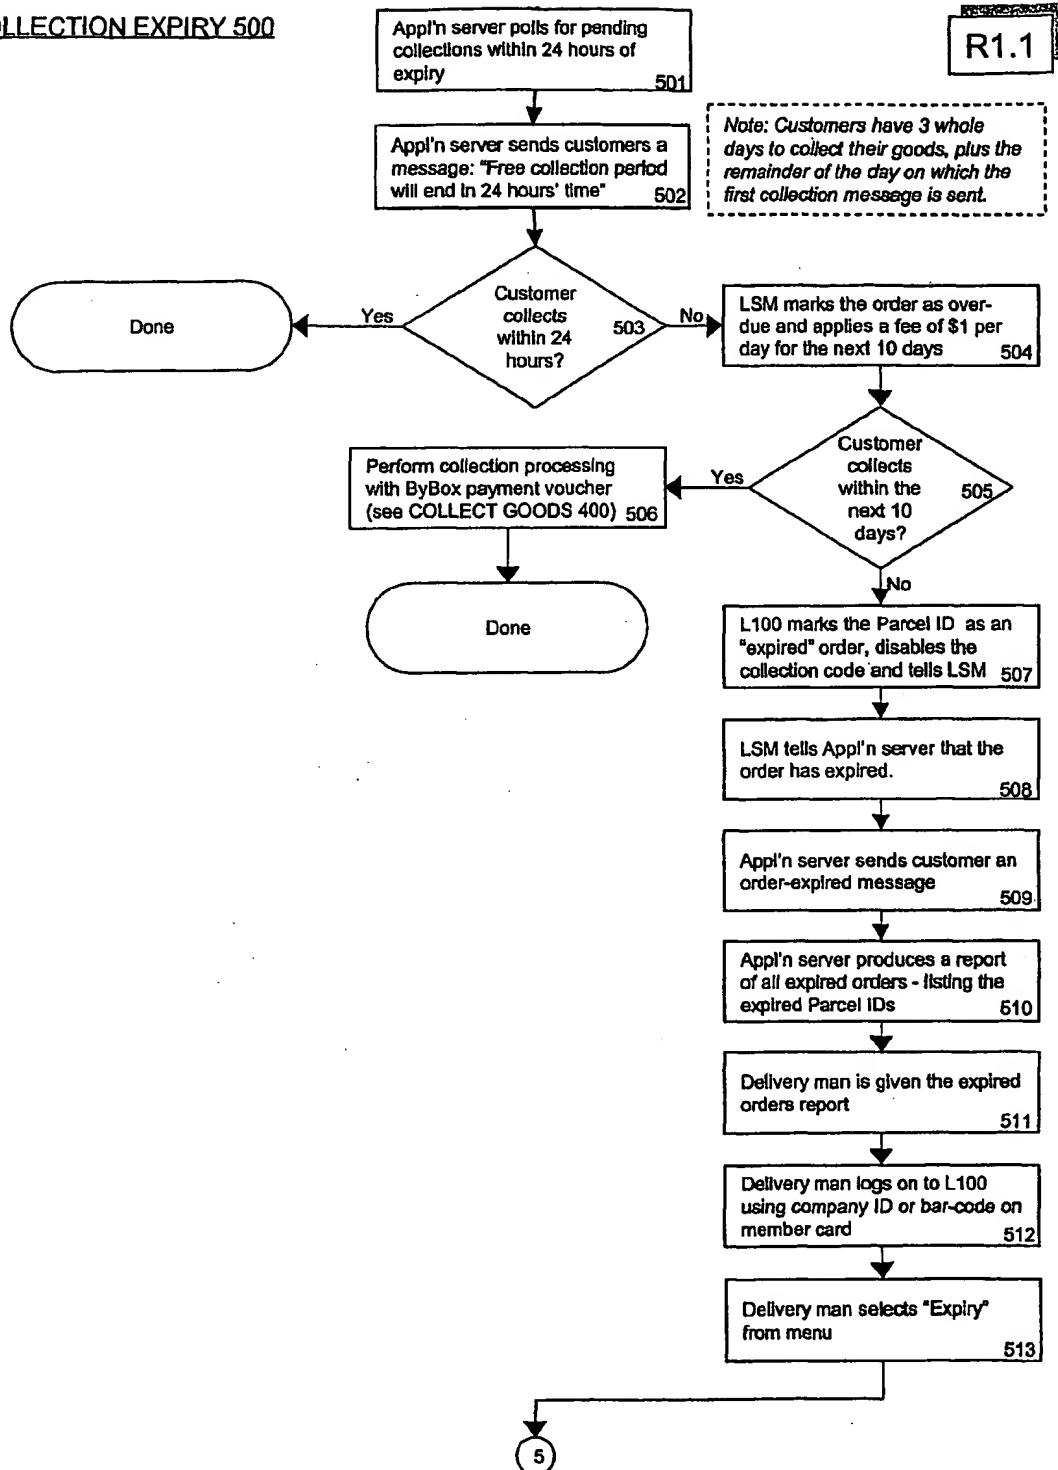 OLLECTION EXPIRY 500
R1.1
Appl'n server polls for pending
collections within 24 hours of
expiry
501
Appl'n server sends customers a
message: "Free collection period
will end in 24 hours' time"
502
Note: Customers have 3 whole
days to collect their goods, plus the
remainder of the day on which the
first collection message is sent.
Customer
collects
within 24
hours?
503
Yes
Done
No
LSM marks the order as over-
due and applies a fee of $1 per
day for the next 10 days
504
Customer
collects
within the
next 10
days?
505
Yes
Perform collection processing
with ByBox payment voucher
(see COLLECT GOODS 400)
506
Done
No
L100 marks the Parcel ID as an
"expired" order, disables the
collection code and tells LSM
507
LSM tells Appl'n server that the
order has expired.
508
Appl'n server sends customer an
order-expired message
509
Appl'n server produces a report
of all expired orders - listing the
expired Parcel IDs
510
Delivery man is given the expired
orders report
511
Delivery man logs on to L100
using company ID or bar-code on
member card
512
Delivery man selects "Expiry"
from menu
513
5